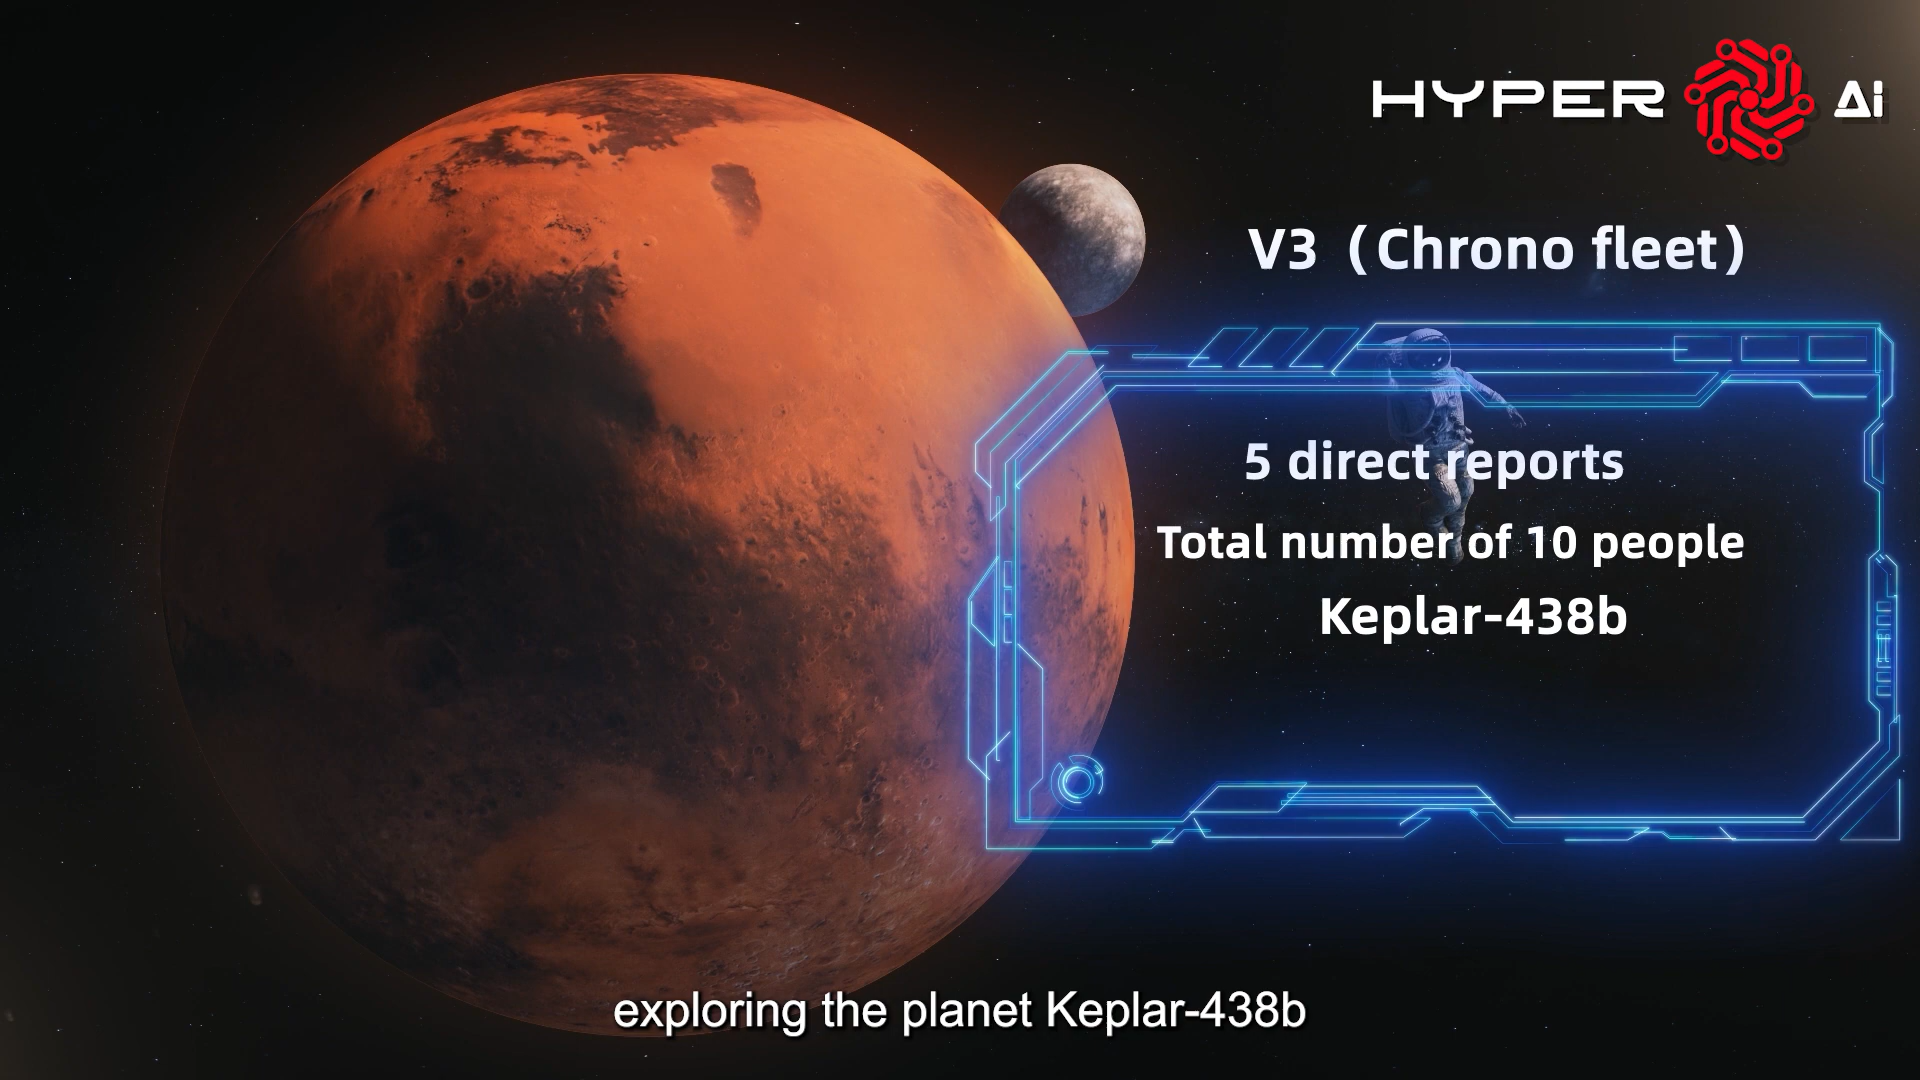 HYPER Ai
V3（Chrono fleet）
5 direct reports
Total number of 10 people
Keplar-438b
exploring the planet Keplar-438b